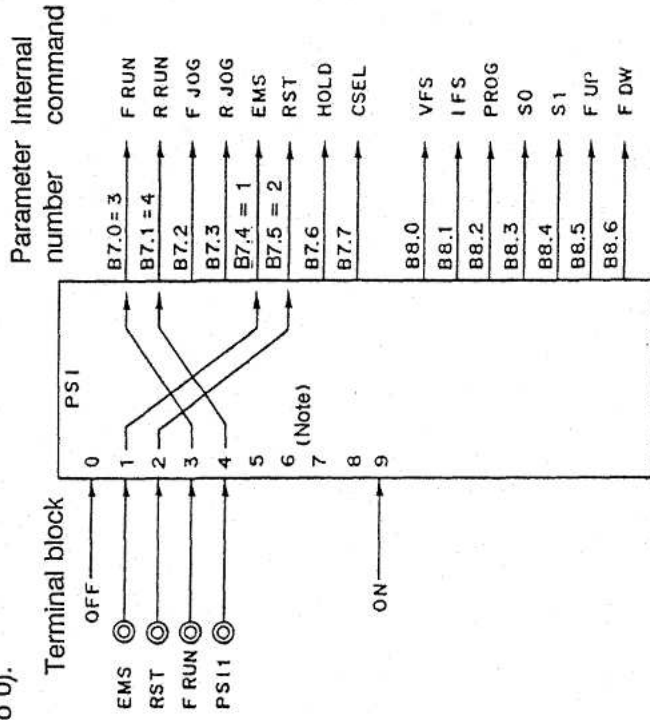 o 0).
Terminal block
Parameter number
Internal command
PSI
OFF
0
EMS
1
RST
2
F RUN
3
PSI1
4
5
6
(Note)
7
8
ON
9
B7.0=3 F RUN
B7.1=4 R RUN
B7.2 F JOG
B7.3 R JOG
B7.4 = 1 EMS
B7.5 = 2 RST
B7.6 HOLD
B7.7 CSEL
B8.0 VFS
B8.1 IFS
B8.2 PROG
B8.3 S0
B8.4 S1
B8.5 F UP
B8.6 F DW